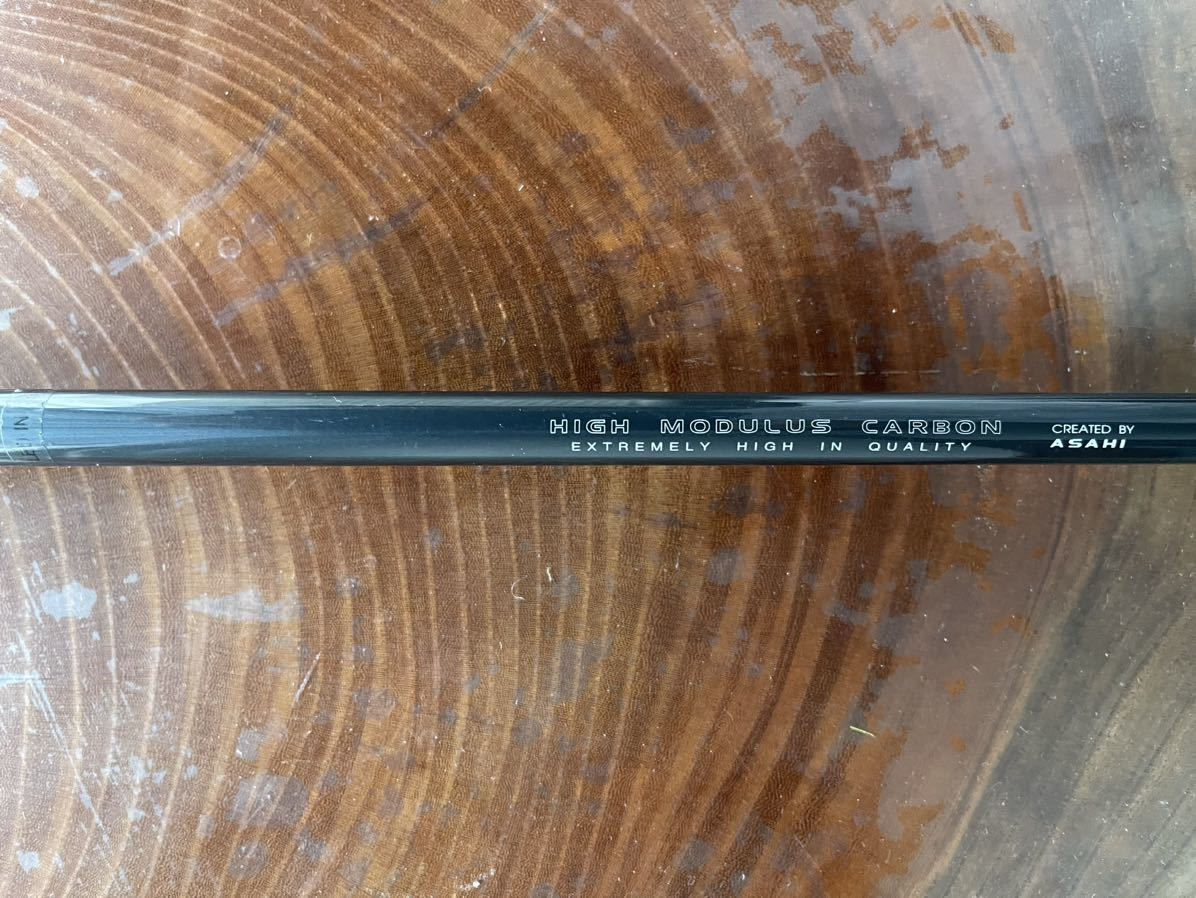 HIGH MODULUS CARBON
EXTREMELY HIGH IN QUALITY
CREATED BY
ASAHI